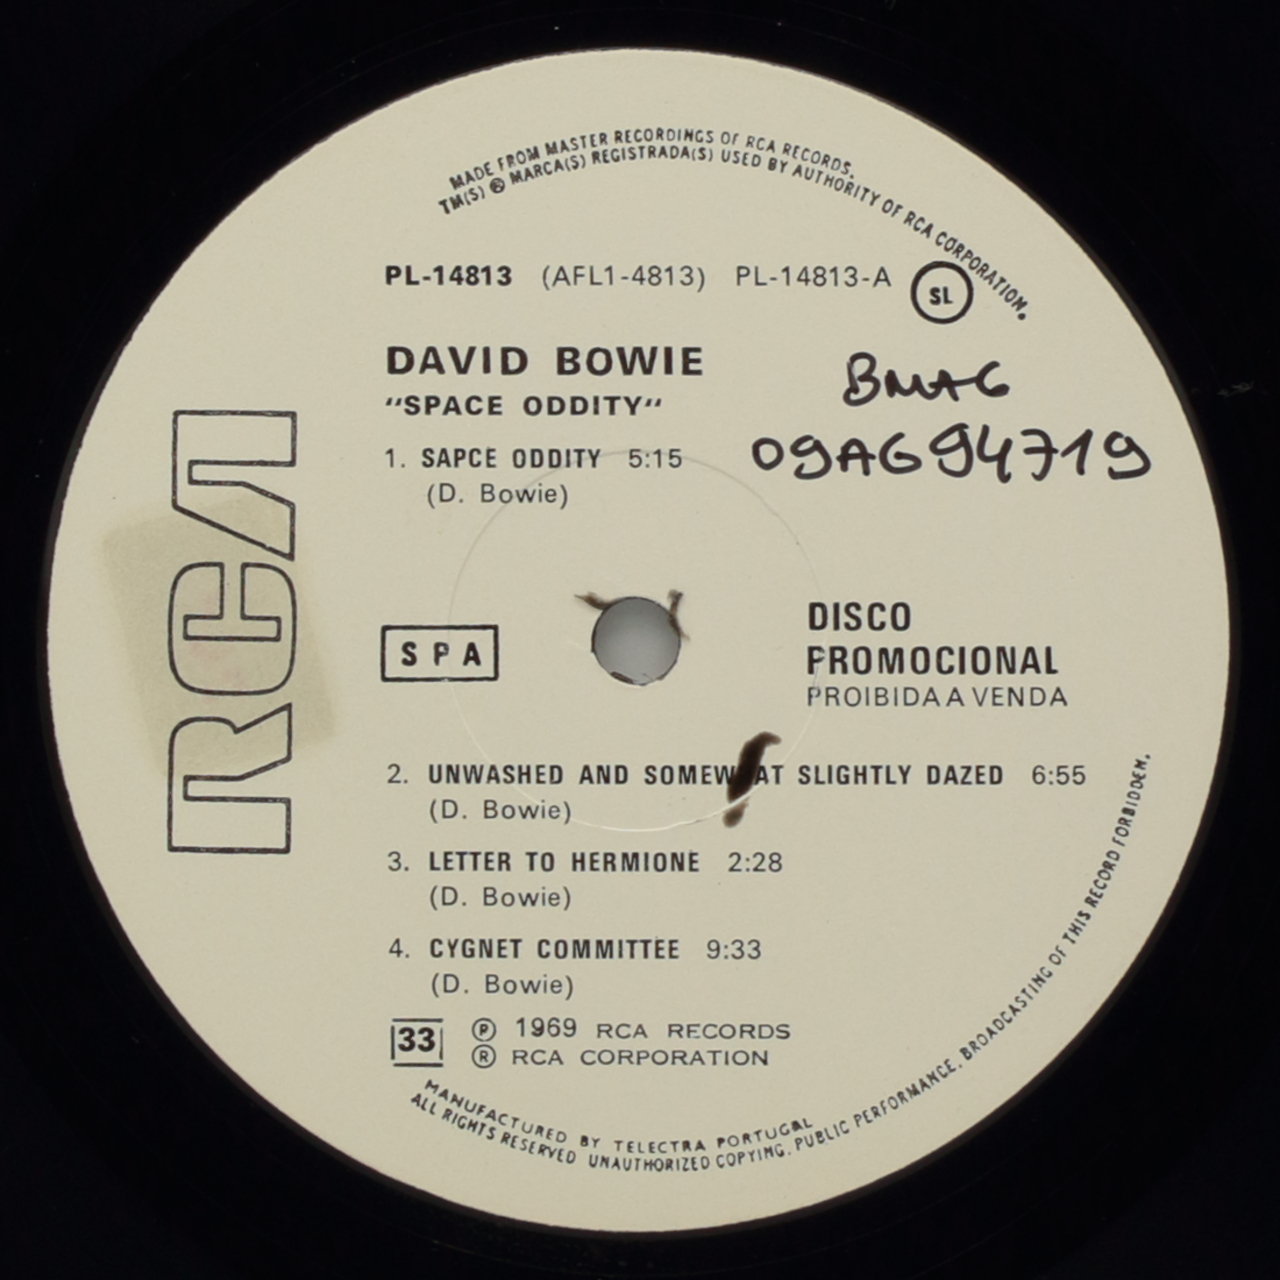 MADE FROM MASTER RECORDINGS OF RCA RECORDS.
TM(S) ® MARCA(S) REGISTRADA(S) USED BY AUTHORITY OF RCA CORPORATION.
PL-14813 (AFL1-4813) PL-14813-A SL
DAVID BOWIE
"SPACE ODDITY"
BMAG
09AG94719
1. SAPCE ODDITY 5:15
(D. Bowie)
RCA
SPA
DISCO
PROMOCIONAL
PROIBIDA A VENDA
2. UNWASHED AND SOMEWHAT SLIGHTLY DAZED 6:55
(D. Bowie)
3. LETTER TO HERMIONE 2:28
(D. Bowie)
4. CYGNET COMMITTEE 9:33
(D. Bowie)
33 ℗ 1969 RCA RECORDS
® RCA CORPORATION
MANUFACTURED BY TELECTRA PORTUGAL
ALL RIGHTS RESERVED UNAUTHORIZED COPYING. PUBLIC PERFORMANCE. BROADCASTING OF THIS RECORD FORBIDDEN.